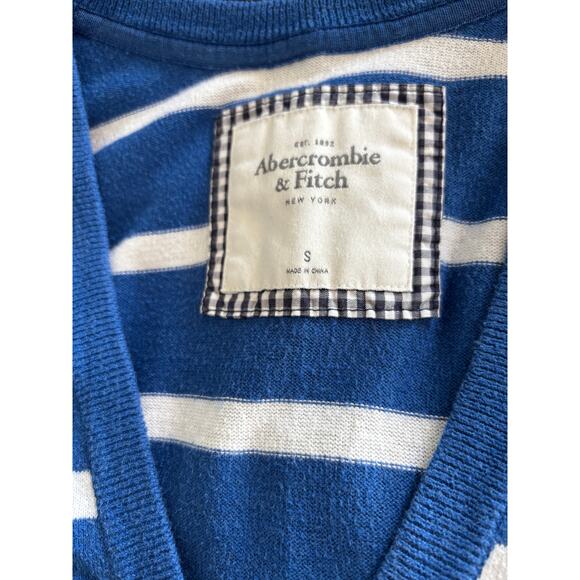 EST. 1892
Abercrombie
& Fitch
NEW YORK
S
MADE IN CHINA